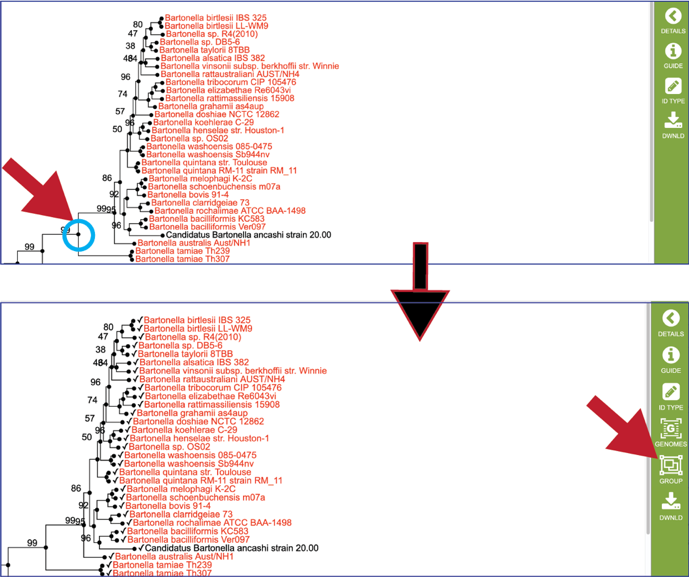 Bartonella birtlesii IBS 325
80
Bartonella birtlesii LL-WM9
47
Bartonella sp. R4(2010)
38
Bartonella sp. DB5-6
Bartonella taylorii 8TBB
Bartonella alsatica IBS 382
Bartonella vinsonii subsp. berkhoffii str. Winnie
96
Bartonella rattaustraliani AUST/NH4
Bartonella tribocorum CIP 105476
74
Bartonella elizabethae Re6043vi
Bartonella rattimassiliensis 15908
57
Bartonella grahamii as4aup
Bartonella doshiae NCTC 12862
96
Bartonella koehlerae C-29
50
Bartonella henselae str. Houston-1
Bartonella sp. OS02
Bartonella washoensis 085-0475
Bartonella washoensis Sb944nv
Bartonella quintana str. Toulouse
Bartonella quintana RM-11 strain RM_11
86
Bartonella melophagi K-2C
Bartonella schoenbuchensis m07a
92
Bartonella bovis 91-4
Bartonella clarridgeiae 73
9995
Bartonella rochalimae ATCC BAA-1498
Bartonella bacilliformis KC583
96
Bartonella bacilliformis Ver097
99
Candidatus Bartonella ancashi strain 20.00
Bartonella australis Aust/NH1
99
Bartonella tamiae Th239
Bartonella tamiae Th307
DETAILS
GUIDE
ID TYPE
DWNLD
✓Bartonella birtlesii IBS 325
80
✓Bartonella birtlesii LL-WM9
47
✓Bartonella sp. R4(2010)
38
✓Bartonella sp. DB5-6
✓Bartonella taylorii 8TBB
✓Bartonella alsatica IBS 382
✓Bartonella vinsonii subsp. berkhoffii str. Winnie
96
✓Bartonella rattaustraliani AUST/NH4
✓Bartonella tribocorum CIP 105476
74
✓Bartonella elizabethae Re6043vi
✓Bartonella rattimassiliensis 15908
57
✓Bartonella grahamii as4aup
✓Bartonella doshiae NCTC 12862
96
✓Bartonella koehlerae C-29
50
✓Bartonella henselae str. Houston-1
✓Bartonella sp. OS02
✓Bartonella washoensis 085-0475
✓Bartonella washoensis Sb944nv
✓Bartonella quintana str. Toulouse
✓Bartonella quintana RM-11 strain RM_11
86
✓Bartonella melophagi K-2C
✓Bartonella schoenbuchensis m07a
92
✓Bartonella bovis 91-4
✓Bartonella clarridgeiae 73
9995
✓Bartonella rochalimae ATCC BAA-1498
✓Bartonella bacilliformis KC583
96
✓Bartonella bacilliformis Ver097
99
✓Candidatus Bartonella ancashi strain 20.00
✓Bartonella australis Aust/NH1
✓Bartonella tamiae Th239
✓Bartonella tamiae Th307
DETAILS
GUIDE
ID TYPE
GENOMES
GROUP
DWNLD